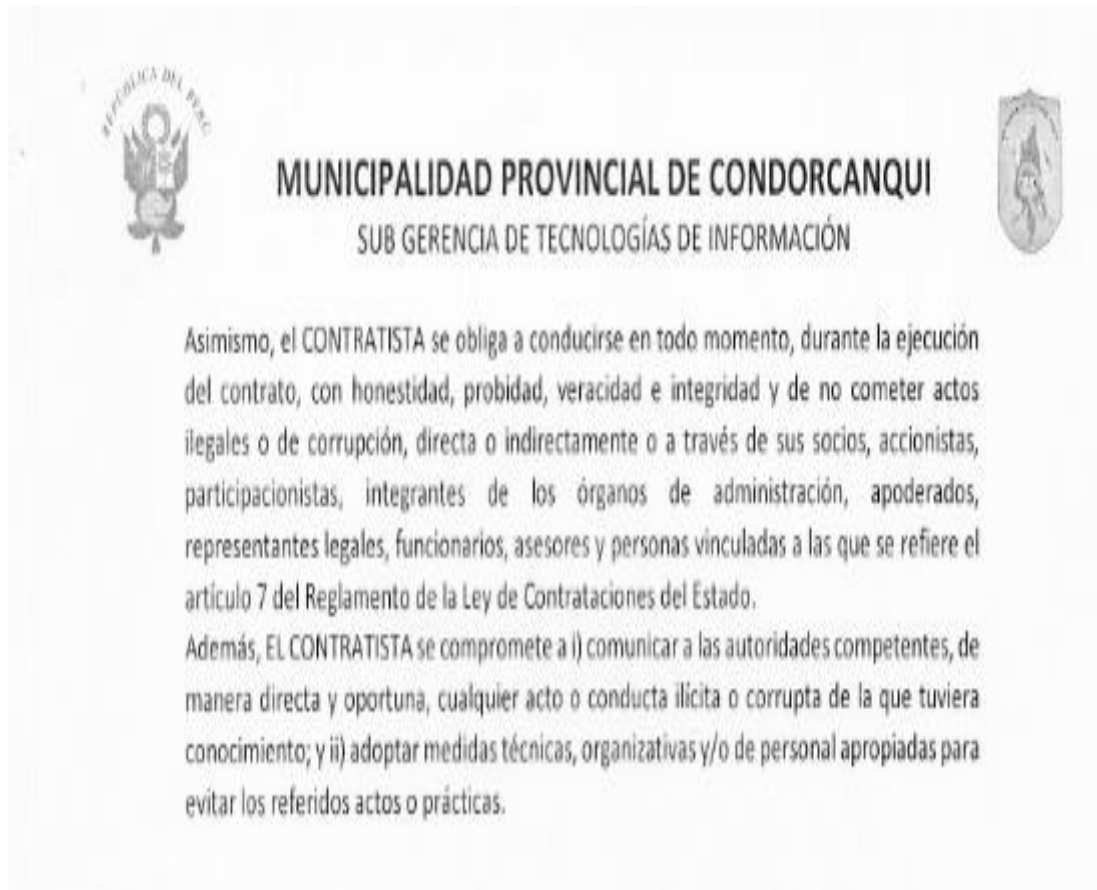 REPÚBLICA DEL PERÚ
MUNICIPALIDAD PROVINCIAL DE CONDORCANQUI
SUB GERENCIA DE TECNOLOGÍAS DE INFORMACIÓN
Asimismo, el CONTRATISTA se obliga a conducirse en todo momento, durante la ejecución
del contrato, con honestidad, probidad, veracidad e integridad y de no cometer actos
ilegales o de corrupción, directa o indirectamente o a través de sus socios, accionistas,
participacionistas, integrantes de los órganos de administración, apoderados,
representantes legales, funcionarios, asesores y personas vinculadas a las que se refiere el
artículo 7 del Reglamento de la Ley de Contrataciones del Estado.
Además, EL CONTRATISTA se compromete a i) comunicar a las autoridades competentes, de
manera directa y oportuna, cualquier acto o conducta ilícita o corrupta de la que tuviera
conocimiento; y ii) adoptar medidas técnicas, organizativas y/o de personal apropiadas para
evitar los referidos actos o prácticas.